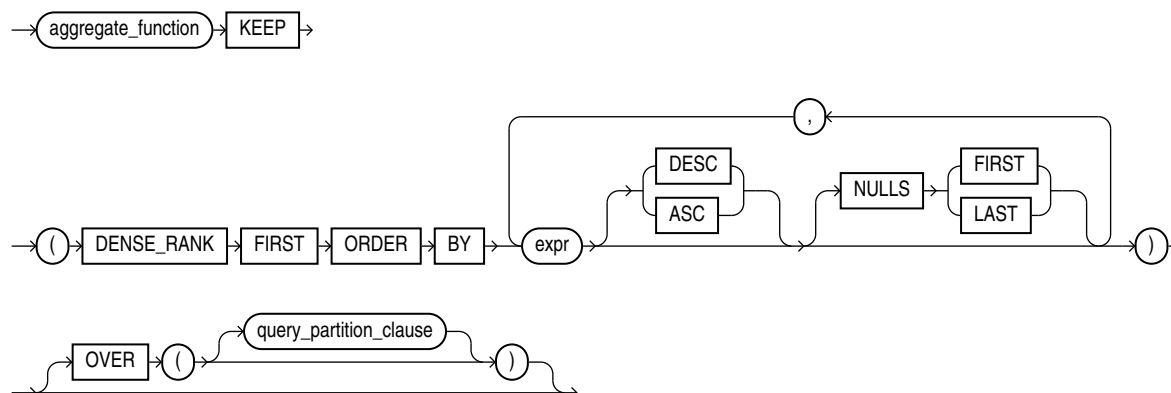 aggregate_function KEEP
,
DESC FIRST
NULLS
ASC LAST
( DENSE_RANK FIRST ORDER BY expr )
query_partition_clause
OVER ( )